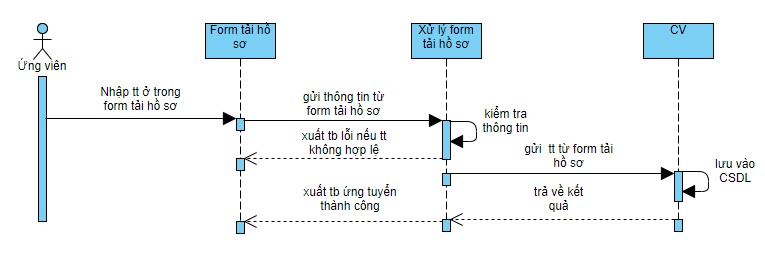 Form tải hồ
sơ
Xử lý form
tải hồ sơ
CV
Ứng viên
Nhập tt ở trong
form tải hồ sơ
gửi thông tin từ
form tải hồ sơ
kiểm tra
thông tin
xuất tb lỗi nếu tt
không hợp lệ
gửi tt từ form tải
hồ sơ
lưu vào
CSDL
xuất tb ứng tuyển
thành công
trả về kết
quả